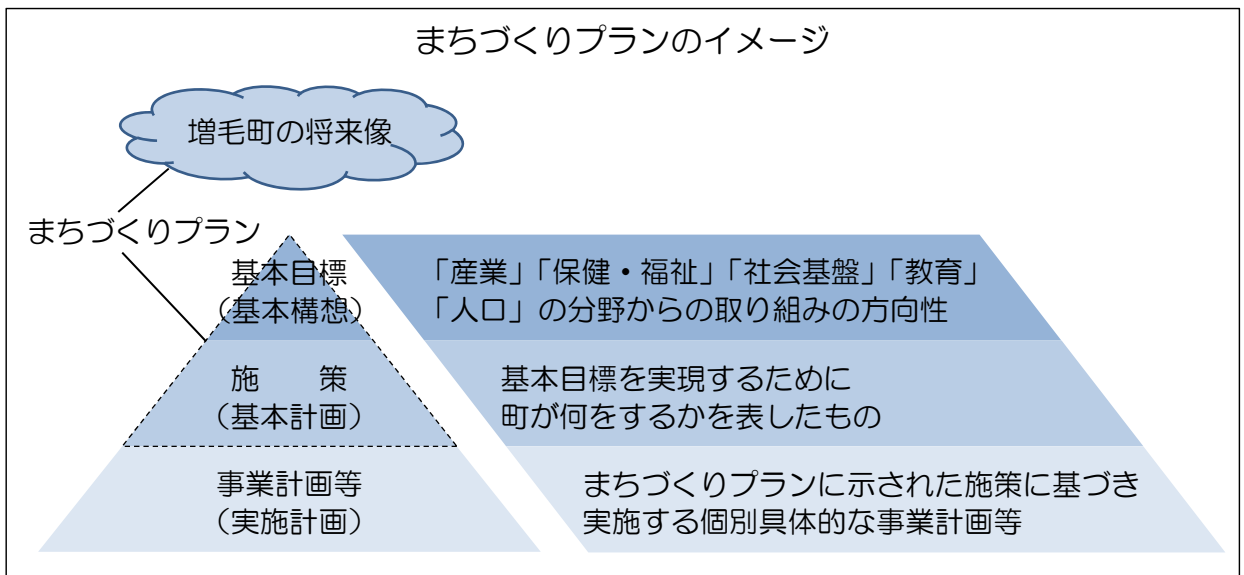 まちづくりプランのイメージ
増毛町の将来像
まちづくりプラン
基本目標
（基本構想）
「産業」「保健・福祉」「社会基盤」「教育」
「人口」の分野からの取り組みの方向性
施　　策
（基本計画）
基本目標を実現するために
町が何をするかを表したもの
事業計画等
（実施計画）
まちづくりプランに示された施策に基づき
実施する個別具体的な事業計画等